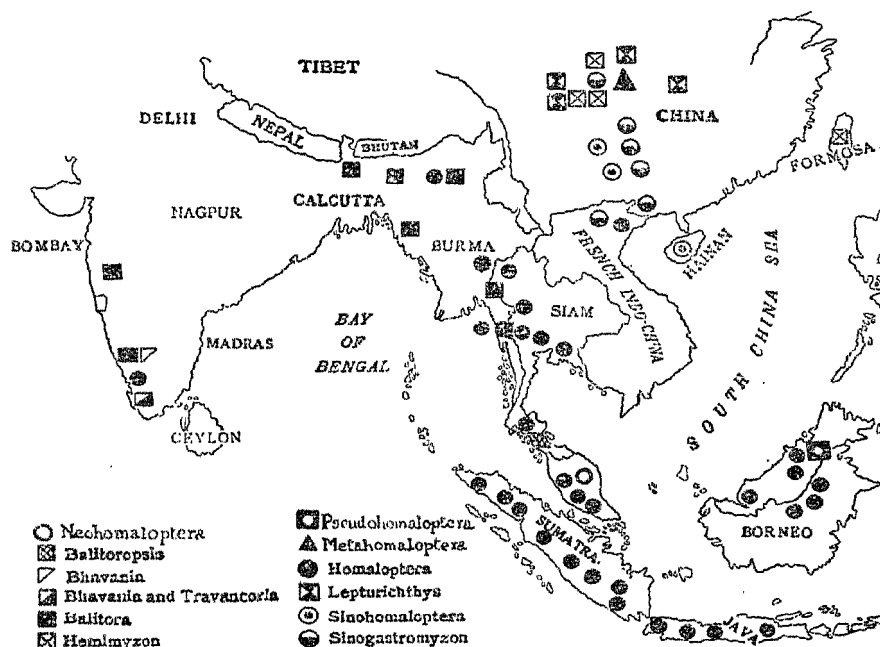 TIBET
DELHI
NEPAL
BHUTAN
CHINA
FORMOSA
CALCUTTA
NAGPUR
BOMBAY
BURMA
FRENCH INDO-CHINA
HAINAN
SIAM
BAY
OF
BENGAL
MADRAS
SOUTH CHINA SEA
CEYLON
SUMATRA
BORNEO
JAVA
Neohomaloptera
Balitoropsis
Bhavania
Bhavania and Travancoria
Balitora
Hemimyzon
Pseudohomaloptera
Metahomaloptera
Homaloptera
Lepturichthys
Sinohomaloptera
Sinogastromyzon